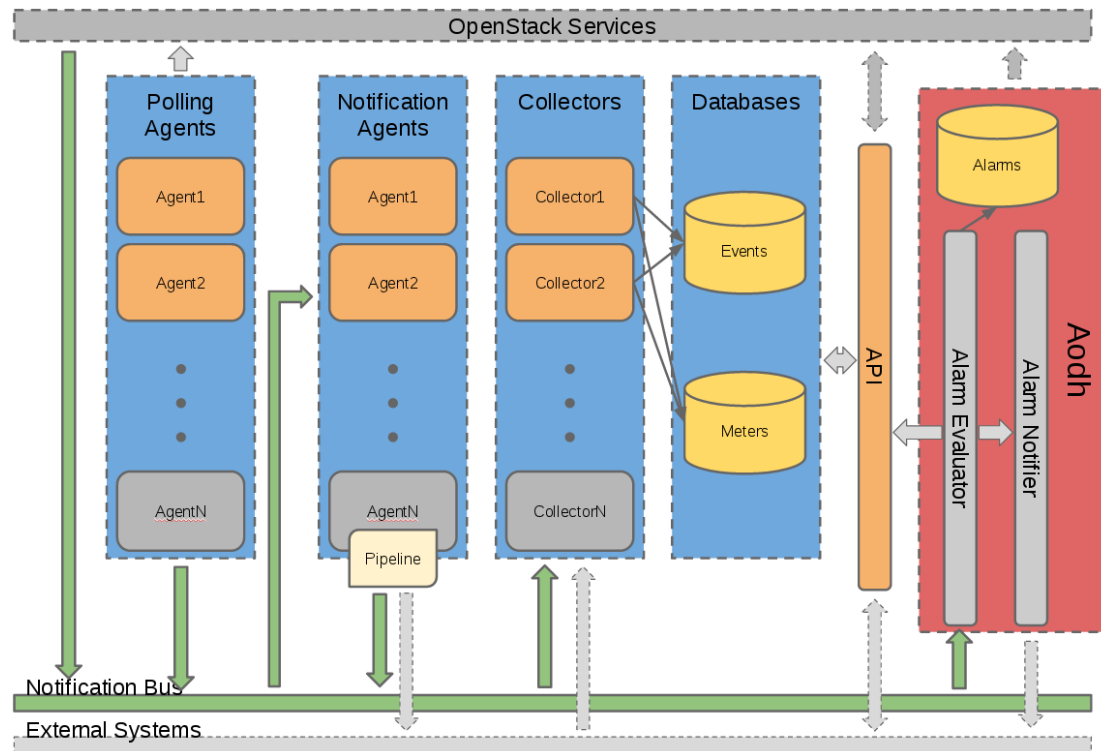 OpenStack Services
Polling
Agents
Agent1
Agent2
AgentN
Notification
Agents
Agent1
Agent2
AgentN
Pipeline
Collectors
Collector1
Collector2
CollectorN
Databases
Events
Meters
API
Alarms
Alarm Evaluator
Alarm Notifier
Aodh
Notification Bus
External Systems